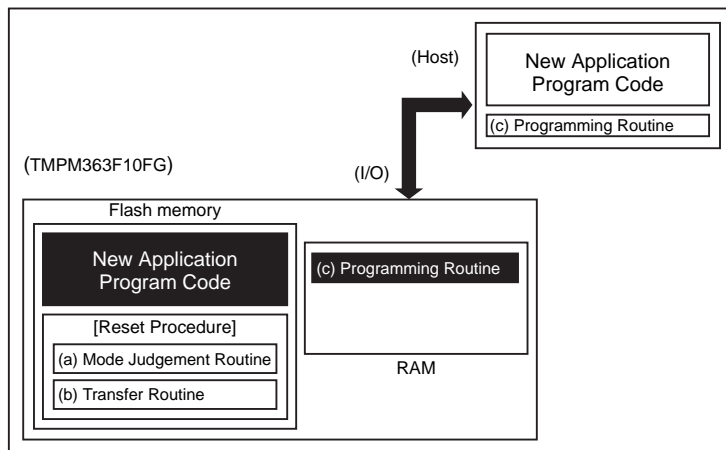 (Host)
New Application
Program Code
(c) Programming Routine
(TMPM363F10FG)
(I/O)
Flash memory
New Application
Program Code
[Reset Procedure]
(a) Mode Judgement Routine
(b) Transfer Routine
(c) Programming Routine
RAM